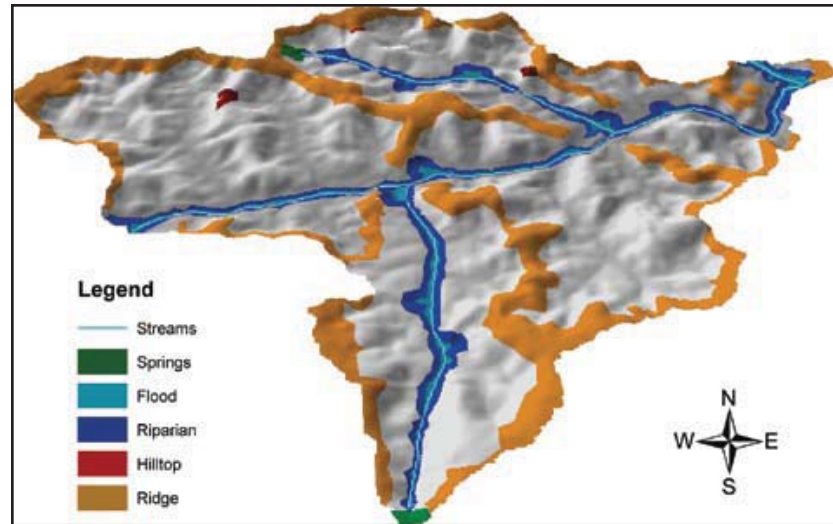 Legend
Streams
Springs
Flood
Riparian
Hilltop
Ridge
N
W E
S